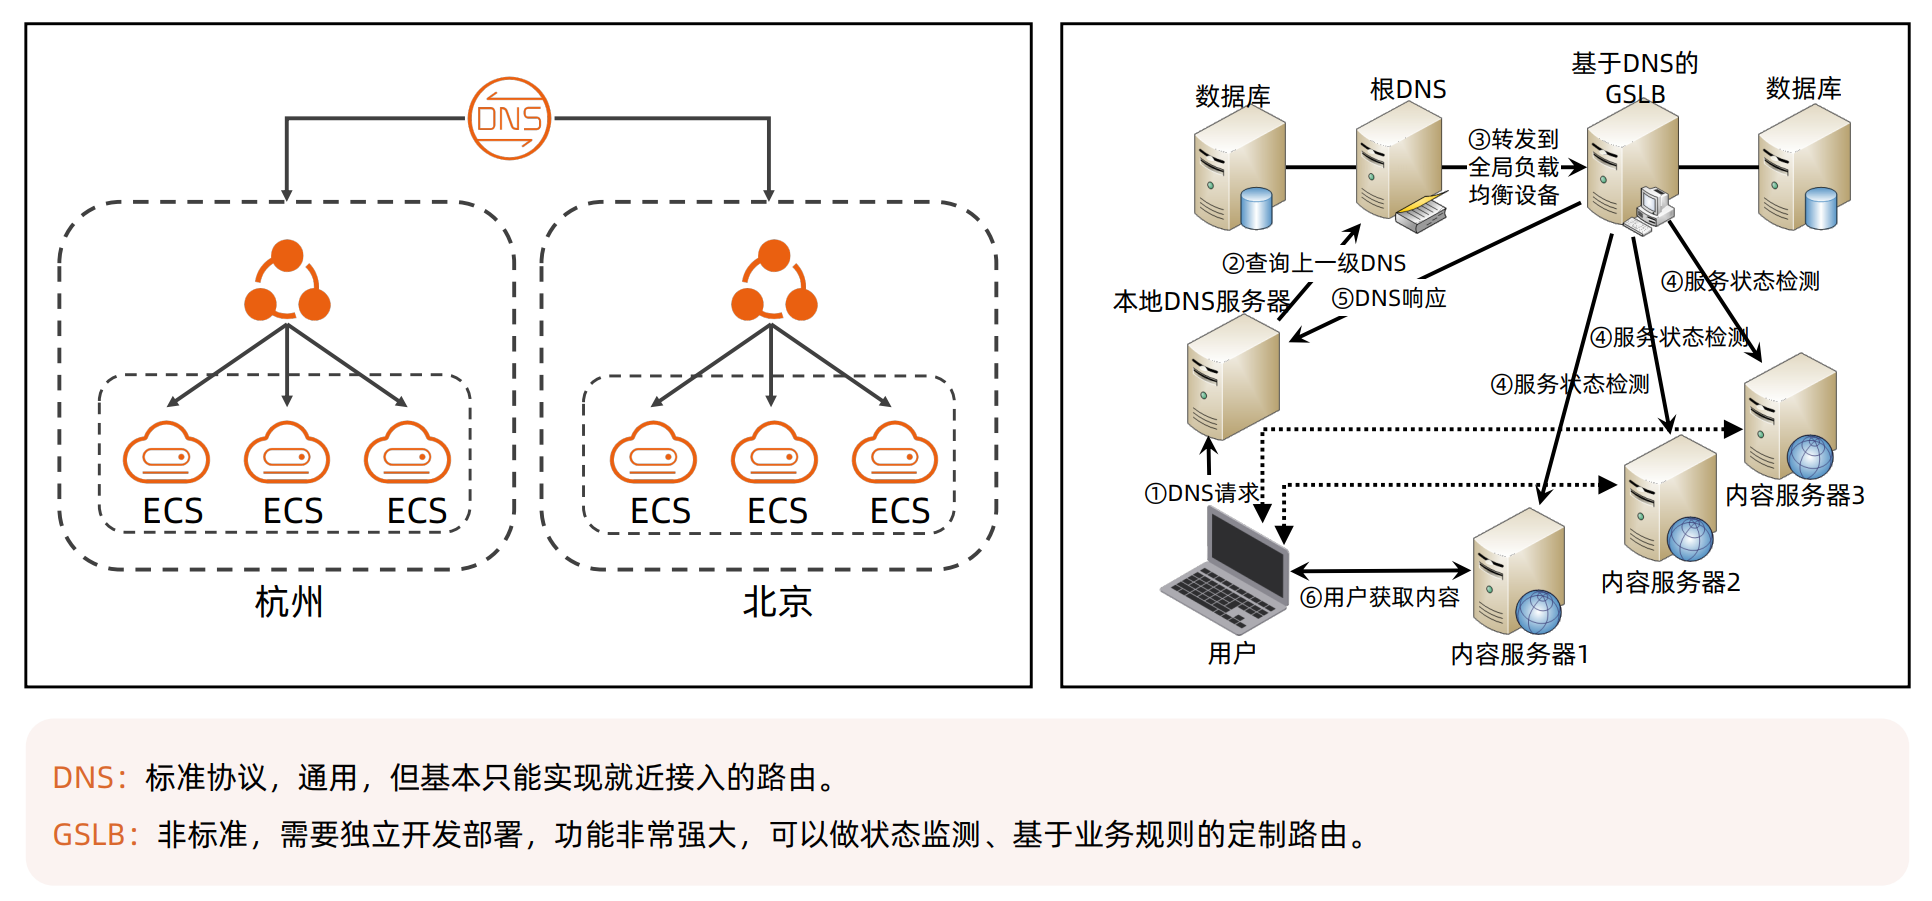 DNS
ECS
ECS
ECS
ECS
ECS
ECS
杭州
北京
数据库
根DNS
基于DNS的
GSLB
数据库
③转发到
全局负载
均衡设备
②查询上一级DNS
本地DNS服务器
⑤DNS响应
④服务状态检测
④服务状态检测
④服务状态检测
①DNS请求
内容服务器3
内容服务器2
⑥用户获取内容
用户
内容服务器1
DNS：标准协议，通用，但基本只能实现就近接入的路由。
GSLB：非标准，需要独立开发部署，功能非常强大，可以做状态监测、基于业务规则的定制路由。